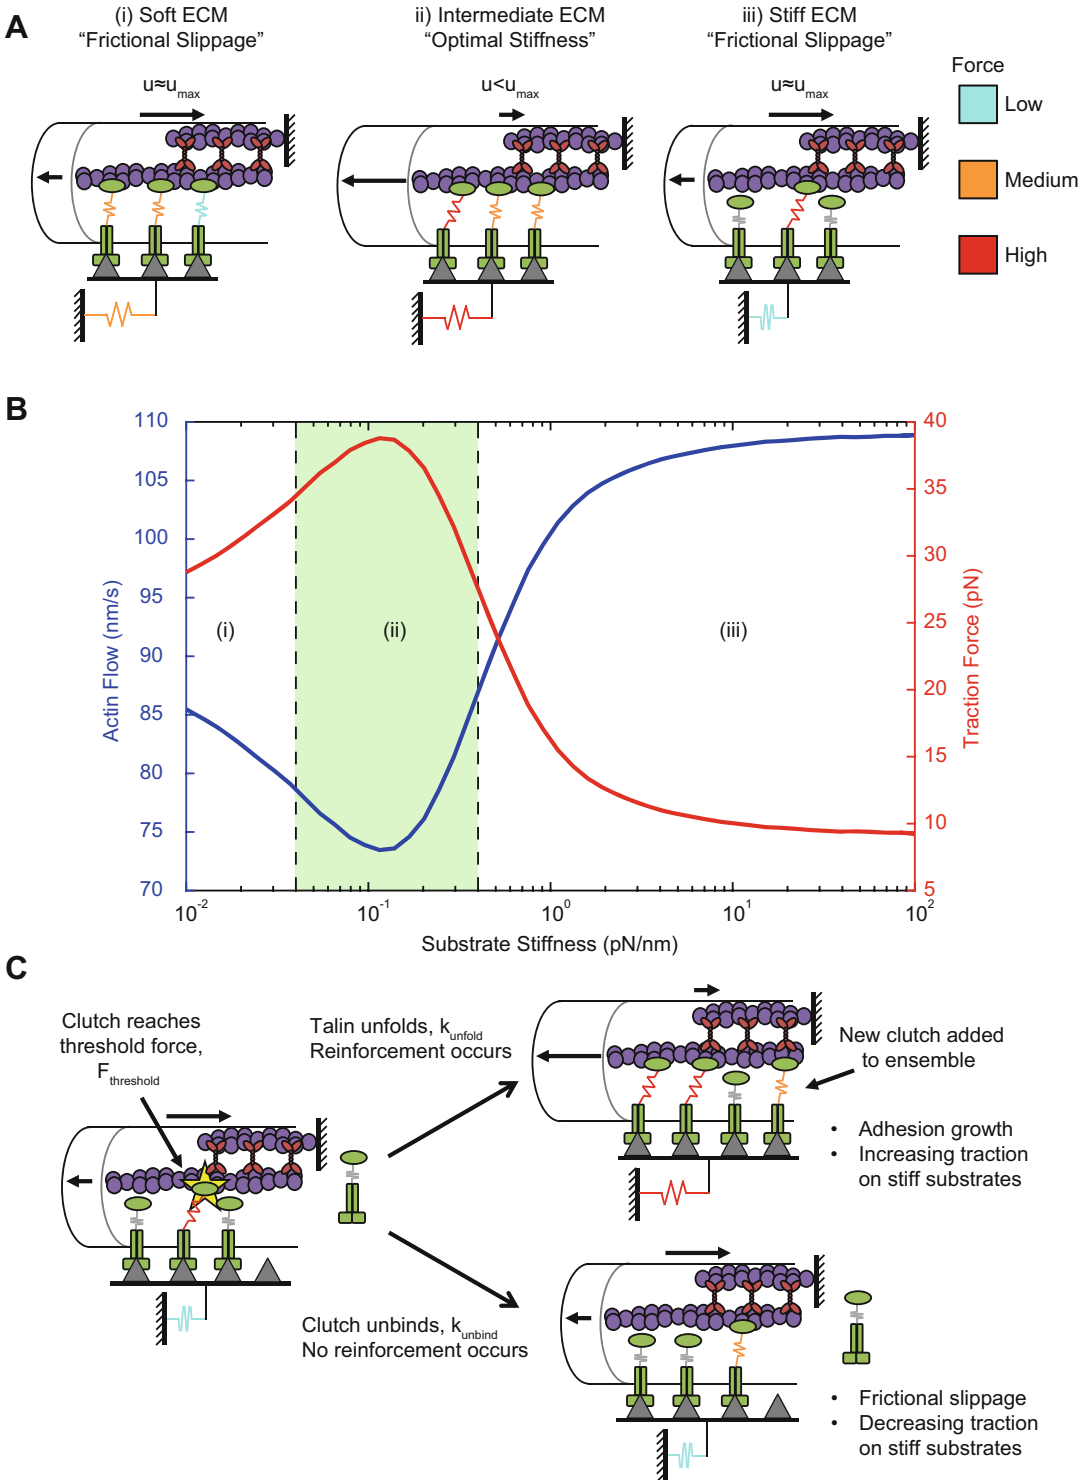 A
(i) Soft ECM
"Frictional Slippage"
ii) Intermediate ECM
"Optimal Stiffness"
iii) Stiff ECM
"Frictional Slippage"
u≈umax
u<umax
u≈umax
Force
Low
Medium
High
B
110
105
100
95
90
85
80
75
70
Actin Flow (nm/s)
(i)
(ii)
(iii)
40
35
30
25
20
15
10
5
Traction Force (pN)
10-2
10-1
100
101
102
Substrate Stiffness (pN/nm)
C
Clutch reaches
threshold force,
Fthreshold
Talin unfolds, kunfold
Reinforcement occurs
New clutch added
to ensemble
• Adhesion growth
• Increasing traction
on stiff substrates
Clutch unbinds, kunbind
No reinforcement occurs
• Frictional slippage
• Decreasing traction
on stiff substrates